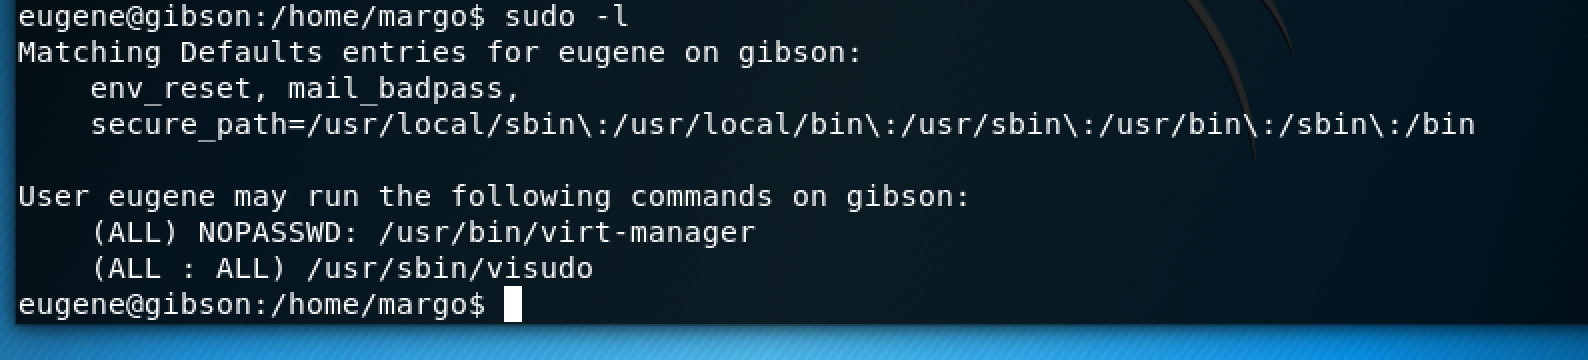 eugene@gibson:/home/margo$ sudo -l
Matching Defaults entries for eugene on gibson:
    env_reset, mail_badpass,
    secure_path=/usr/local/sbin\:/usr/local/bin\:/usr/sbin\:/usr/bin\:/sbin\:/bin

User eugene may run the following commands on gibson:
    (ALL) NOPASSWD: /usr/bin/virt-manager
    (ALL : ALL) /usr/sbin/visudo
eugene@gibson:/home/margo$